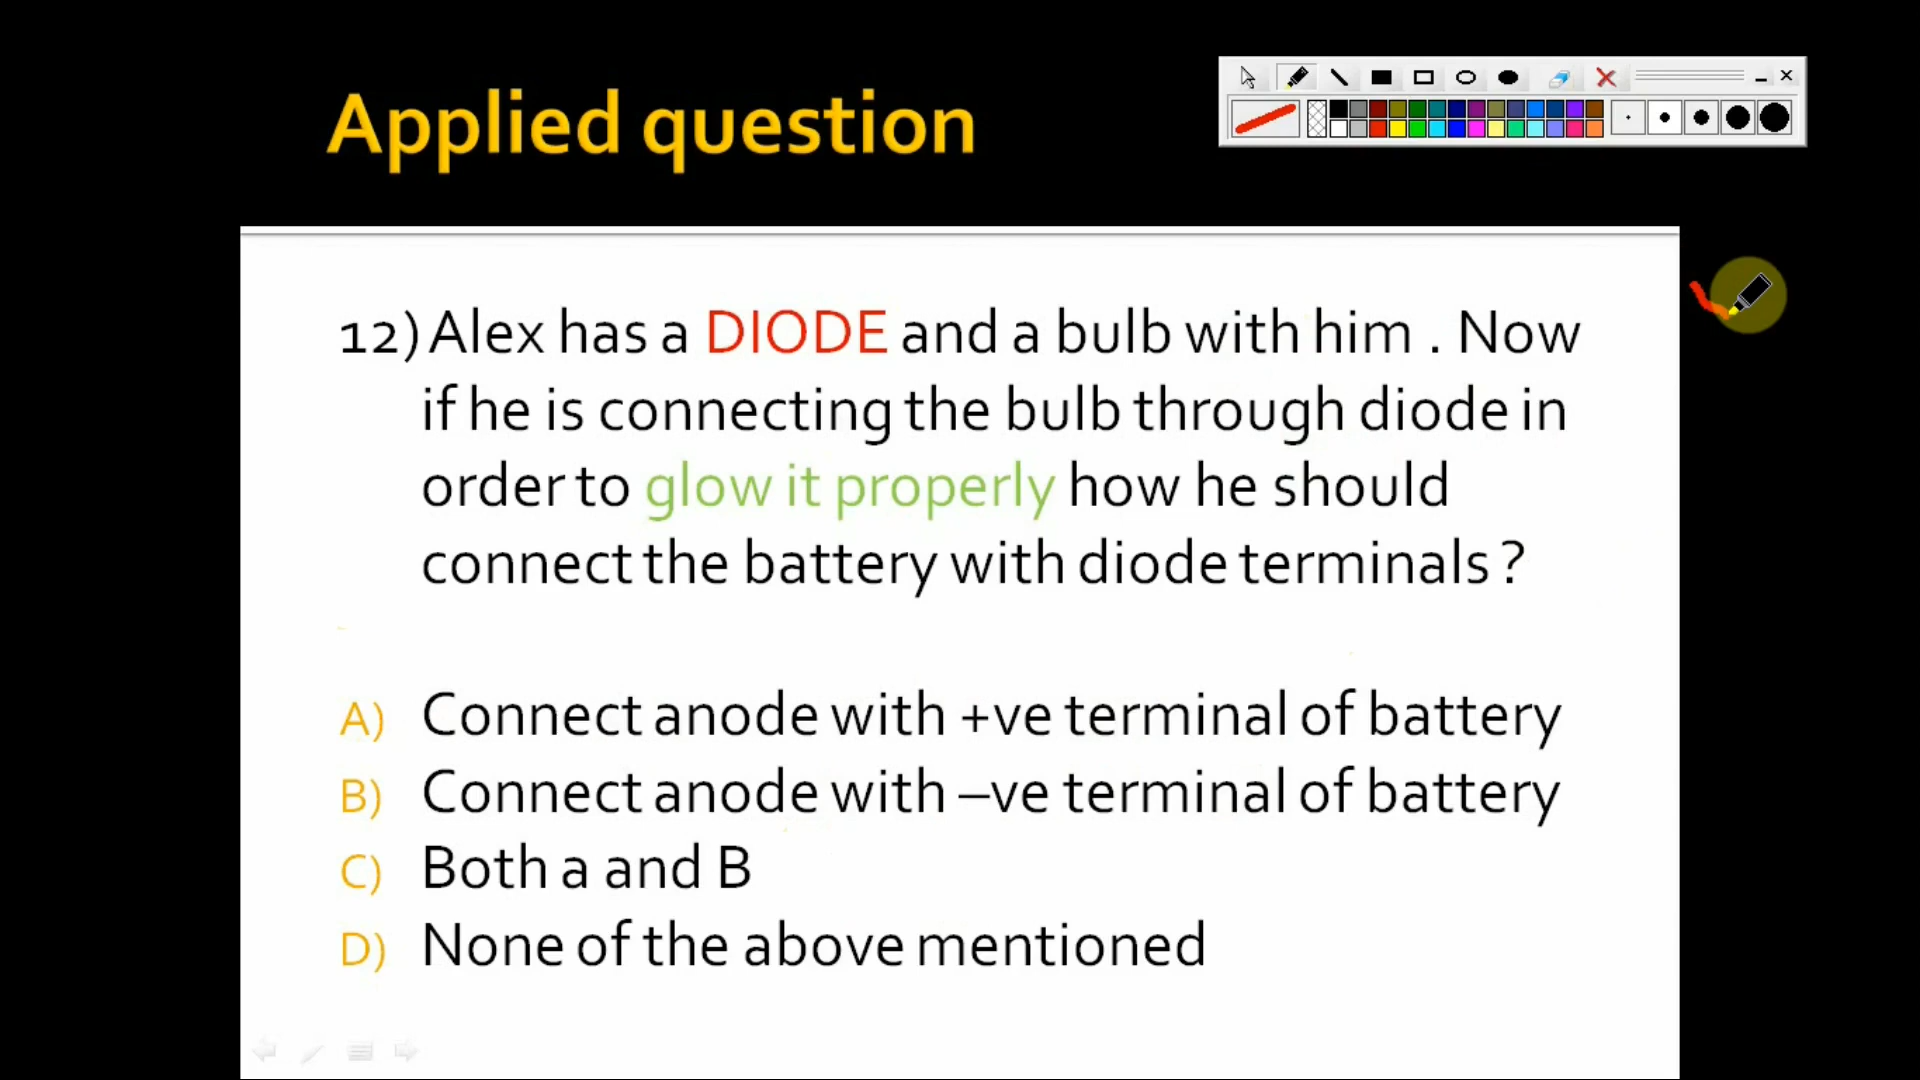 Applied question
12) Alex has a DIODE and a bulb with him . Now
if he is connecting the bulb through diode in
order to glow it properly how he should
connect the battery with diode terminals ?
A) Connect anode with +ve terminal of battery
B) Connect anode with –ve terminal of battery
C) Both a and B
D) None of the above mentioned